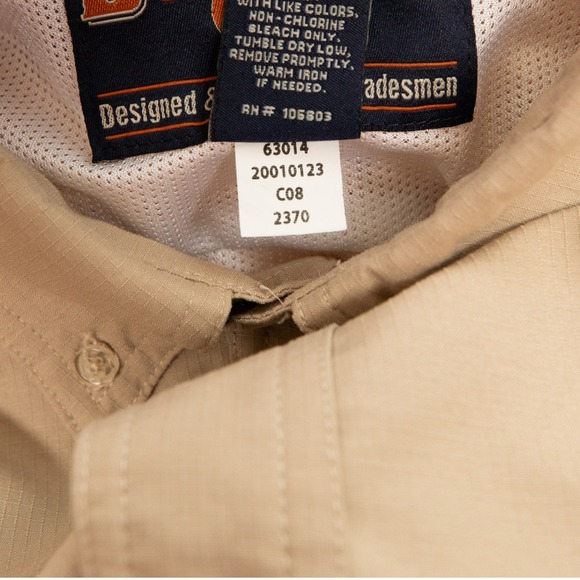 WITH LIKE COLORS,
NON-CHLORINE
BLEACH ONLY.
TUMBLE DRY LOW,
REMOVE PROMPTLY.
WARM IRON
IF NEEDED.
RN# 106803
Designed &
adesmen
63014
20010123
C08
2370